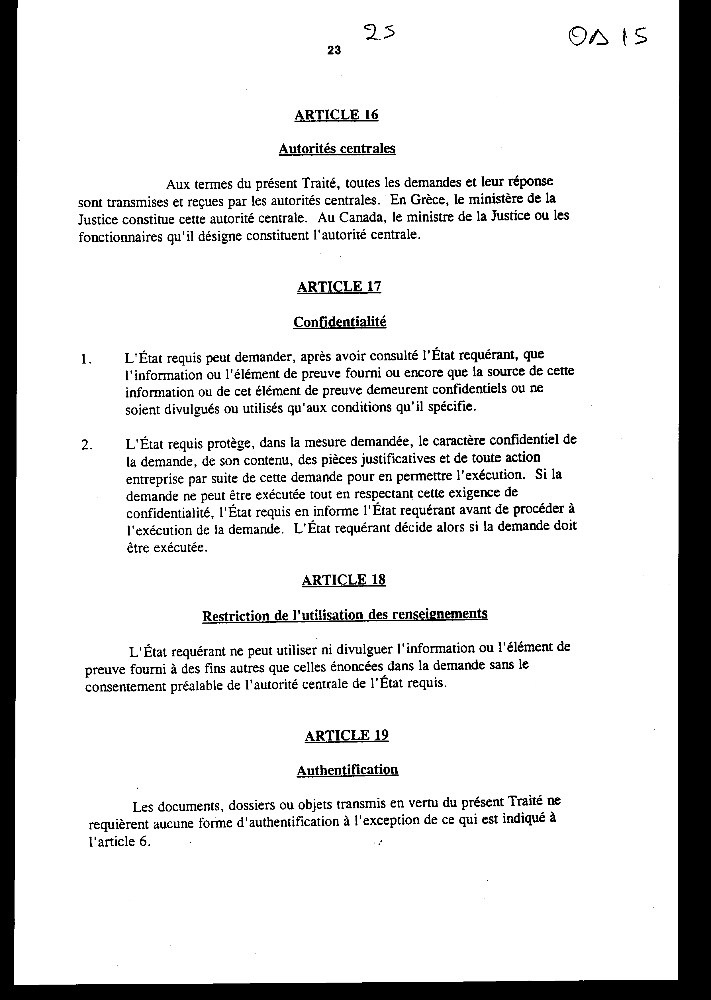 25
ΘΔ 15
23
ARTICLE 16
Autorités centrales
Aux termes du présent Traité, toutes les demandes et leur réponse
sont transmises et reçues par les autorités centrales. En Grèce, le ministère de la
Justice constitue cette autorité centrale. Au Canada, le ministre de la Justice ou les
fonctionnaires qu'il désigne constituent l'autorité centrale.
ARTICLE 17
Confidentialité
1. L'État requis peut demander, après avoir consulté l'État requérant, que
l'information ou l'élément de preuve fourni ou encore que la source de cette
information ou de cet élément de preuve demeurent confidentiels ou ne
soient divulgués ou utilisés qu'aux conditions qu'il spécifie.
2. L'État requis protège, dans la mesure demandée, le caractère confidentiel de
la demande, de son contenu, des pièces justificatives et de toute action
entreprise par suite de cette demande pour en permettre l'exécution. Si la
demande ne peut être exécutée tout en respectant cette exigence de
confidentialité, l'État requis en informe l'État requérant avant de procéder à
l'exécution de la demande. L'État requérant décide alors si la demande doit
être exécutée.
ARTICLE 18
Restriction de l'utilisation des renseignements
L'État requérant ne peut utiliser ni divulguer l'information ou l'élément de
preuve fourni à des fins autres que celles énoncées dans la demande sans le
consentement préalable de l'autorité centrale de l'État requis.
ARTICLE 19
Authentification
Les documents, dossiers ou objets transmis en vertu du présent Traité ne
requièrent aucune forme d'authentification à l'exception de ce qui est indiqué à
l'article 6.